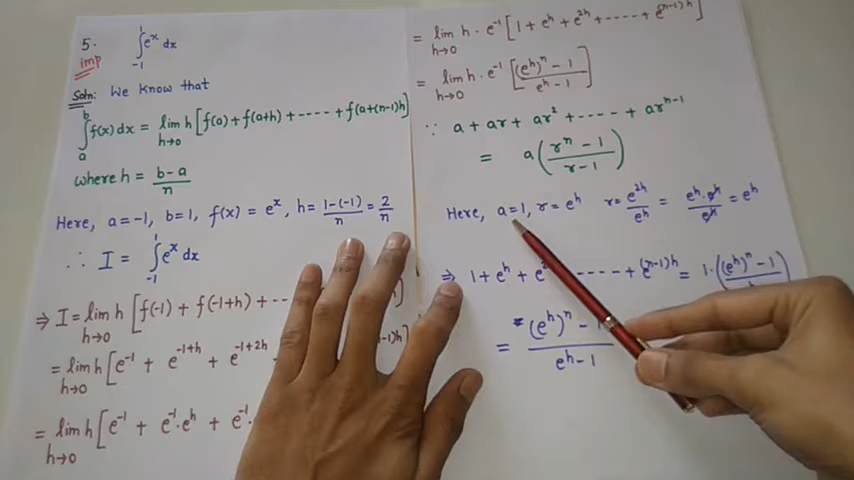 5. ∫₋₁¹ eˣ dx
imp
Soln: We know that
∫ₐᵇ f(x) dx = lim h→0 h [f(a) + f(a+h) + ---- + f(a+(n-1)h]
where h = (b-a)/n
Here, a=-1, b=1, f(x) = eˣ, h = (1-(-1))/n = 2/n
∴ I = ∫₋₁¹ eˣ dx
⇒ I = lim h→0 h [f(-1) + f(-1+h) + --
= lim h→0 h [e⁻¹ + e⁻¹⁺ʰ + e⁻¹⁺²ʰ
= lim h→0 h [e⁻¹ + e⁻¹·eʰ + e⁻¹·
= lim h→0 h · e⁻¹ [1 + eʰ + e²ʰ + ---- + e⁽ⁿ⁻¹⁾ʰ]
= lim h→0 h · e⁻¹ [((eʰ)ⁿ - 1)/(eʰ - 1)]
∵ a + ar + ar² + ---- + arⁿ⁻¹
= a((rⁿ - 1)/(r - 1))
Here, a=1, r = eʰ r = e²ʰ/eʰ = (eʰ·eʰ)/eʰ = eʰ
⇒ 1 + eʰ + ---- + e⁽ⁿ⁻¹⁾ʰ = 1·((eʰ)ⁿ - 1)
= ((eʰ)ⁿ - 1)/(eʰ - 1)